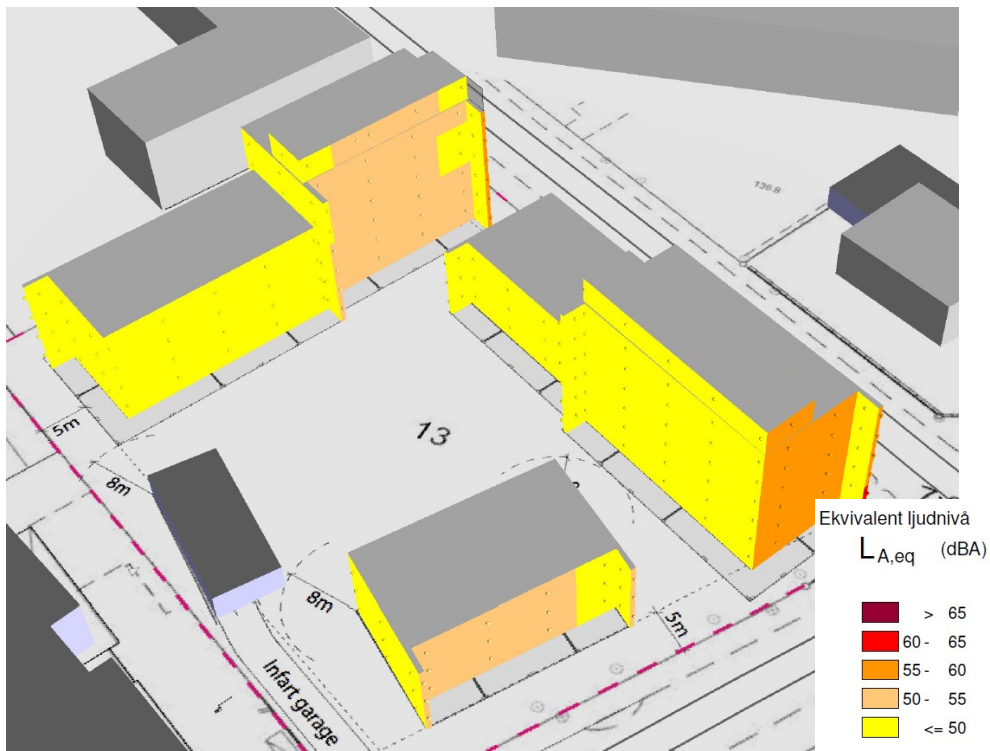 136.8
13
5m
8m
8m
5m
Infart garage
Ekvivalent ljudnivå
LA,eq (dBA)
> 65
60 - 65
55 - 60
50 - 55
<= 50